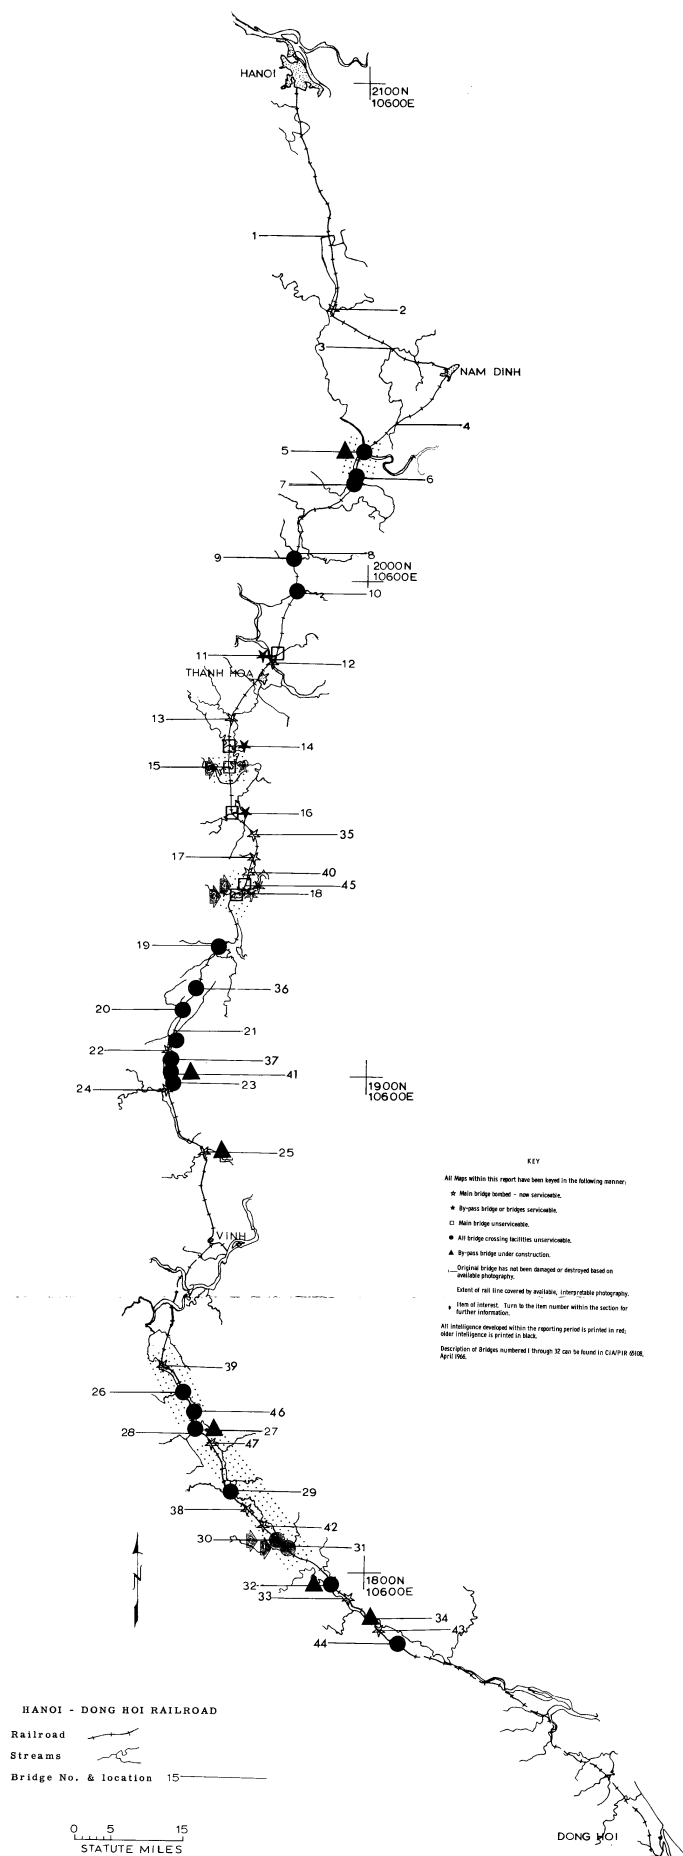 HANOI
2100N
10600E
1
2
3
NAM DINH
4
5
6
7
8
9
2000N
10600E
10
11
12
THANH HOA
13
14
15
16
35
17
40
45
18
19
36
20
21
22
37
41
23
24
1900N
10600E
25
KEY
All Maps within this report have been keyed in the following manner:
Main bridge bombed - now serviceable.
By-pass bridge or bridges serviceable.
Main bridge unserviceable.
All bridge crossing facilities unserviceable.
By-pass bridge under construction.
Original bridge has not been damaged or destroyed based on
available photography.
Extent of rail line covered by available, interpretable photography.
Item of interest. Turn to the item number within the section for
further information.
All intelligence developed within the reporting period is printed in red;
older intelligence is printed in black.
Description of Bridges numbered 1 through 32 can be found in CIA/PIR
April 1966.
VINH
39
26
46
28
27
47
29
38
42
30
31
1800N
10600E
32
33
34
43
44
N
HANOI - DONG HOI RAILROAD
Railroad
Streams
Bridge No. & location 15
0 5 15
STATUTE MILES
DONG HOI